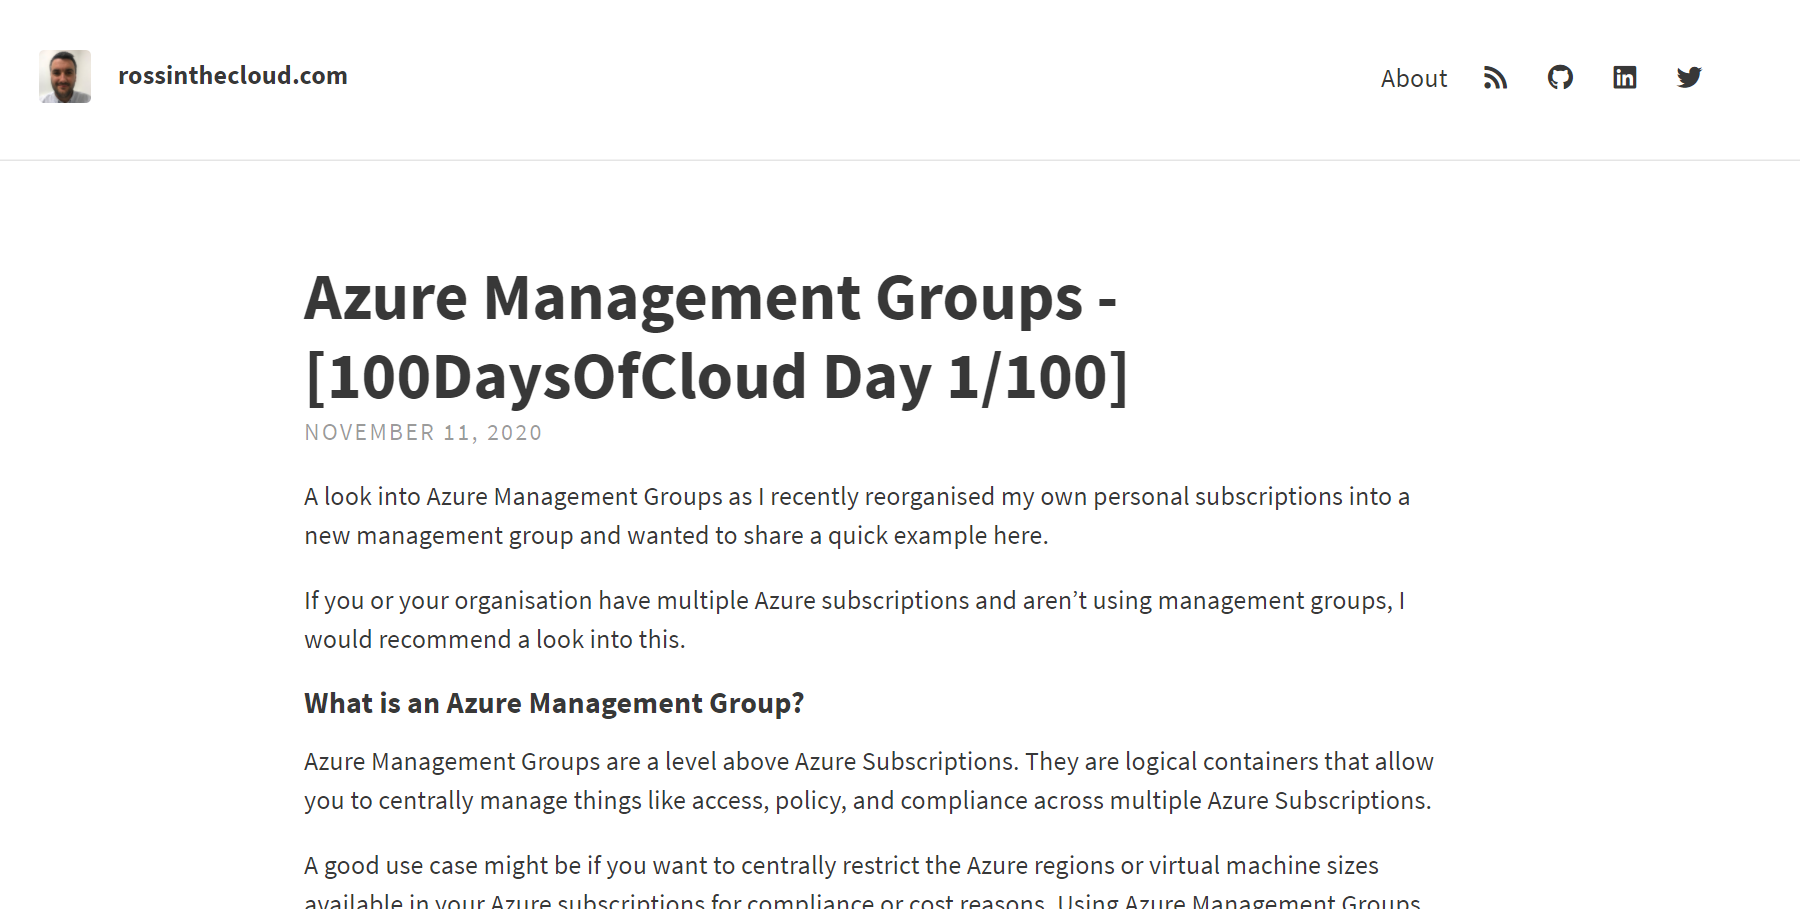 rossinthecloud.com
About
Azure Management Groups -
[100DaysOfCloud Day 1/100]
NOVEMBER 11, 2020
A look into Azure Management Groups as I recently reorganised my own personal subscriptions into a
new management group and wanted to share a quick example here.
If you or your organisation have multiple Azure subscriptions and aren’t using management groups, I
would recommend a look into this.
What is an Azure Management Group?
Azure Management Groups are a level above Azure Subscriptions. They are logical containers that allow
you to centrally manage things like access, policy, and compliance across multiple Azure Subscriptions.
A good use case might be if you want to centrally restrict the Azure regions or virtual machine sizes
available in your Azure subscriptions for compliance or cost reasons. Using Azure Management Groups